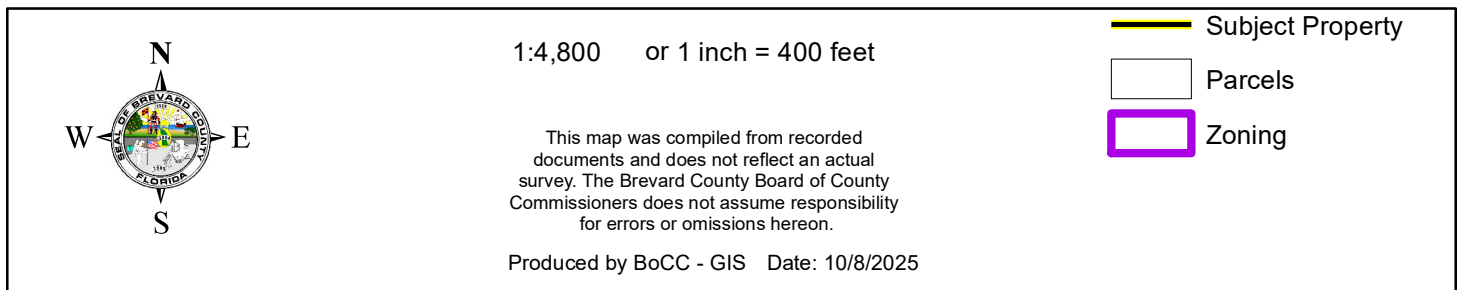 N
W
E
S
SEAL OF BREVARD COUNTY
FLORIDA
1:4,800 or 1 inch = 400 feet
This map was compiled from recorded
documents and does not reflect an actual
survey. The Brevard County Board of County
Commissioners does not assume responsibility
for errors or omissions hereon.
Produced by BoCC - GIS Date: 10/8/2025
Subject Property
Parcels
Zoning